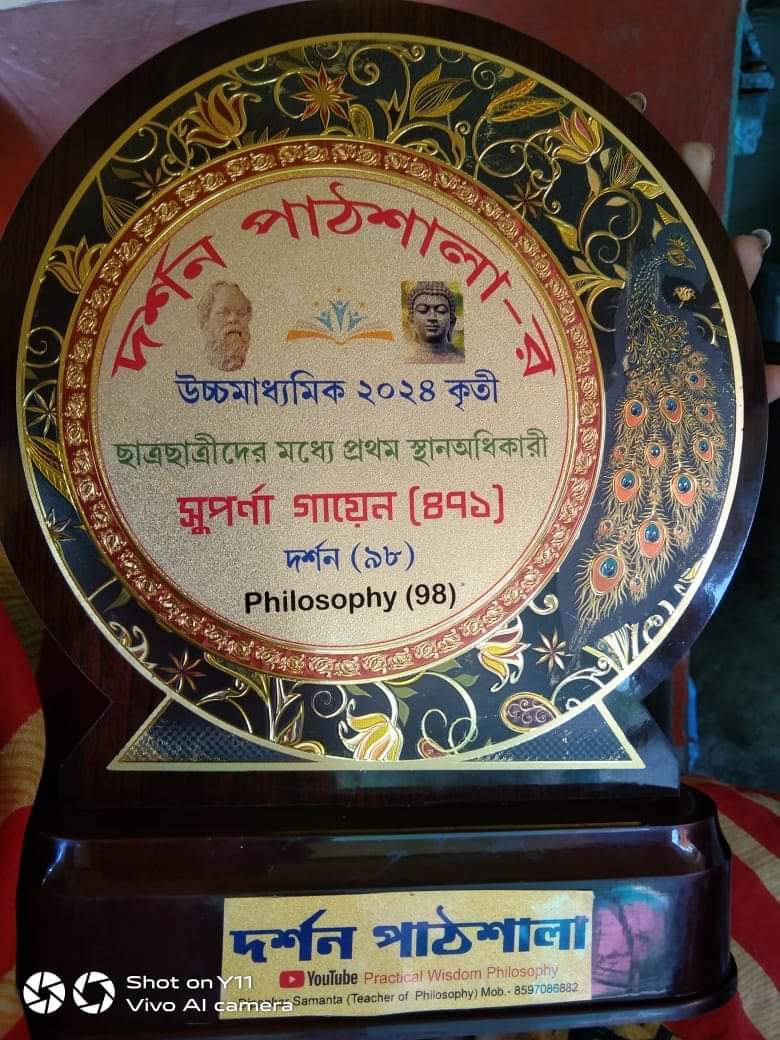 দর্শন পাঠশালা-র
উচ্চমাধ্যমিক ২০২৪ কৃতী
ছাত্রছাত্রীদের মধ্যে প্রথম স্থানঅধিকারী
সুপর্ণা গায়েন (৪৭১)
দর্শন (৯৮)
Philosophy (98)
দর্শন পাঠশালা
YouTube Practical Wisdom Philosophy
Samanta (Teacher of Philosophy) Mob.- 8597086882
Shot on Y11
Vivo AI camera